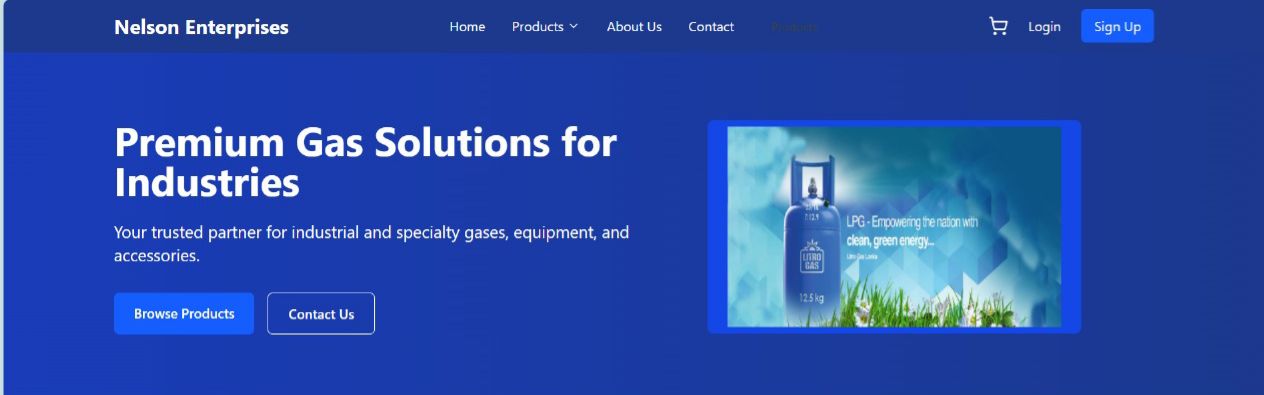 Nelson Enterprises
Home
Products
About Us
Contact
Products
Login
Sign Up
Premium Gas Solutions for
Industries
Your trusted partner for industrial and specialty gases, equipment, and
accessories.
Browse Products
Contact Us
LPG - Empowering the nation with
clean, green energy...
Litro Gas Lanka
LITRO
GAS
12.5 kg